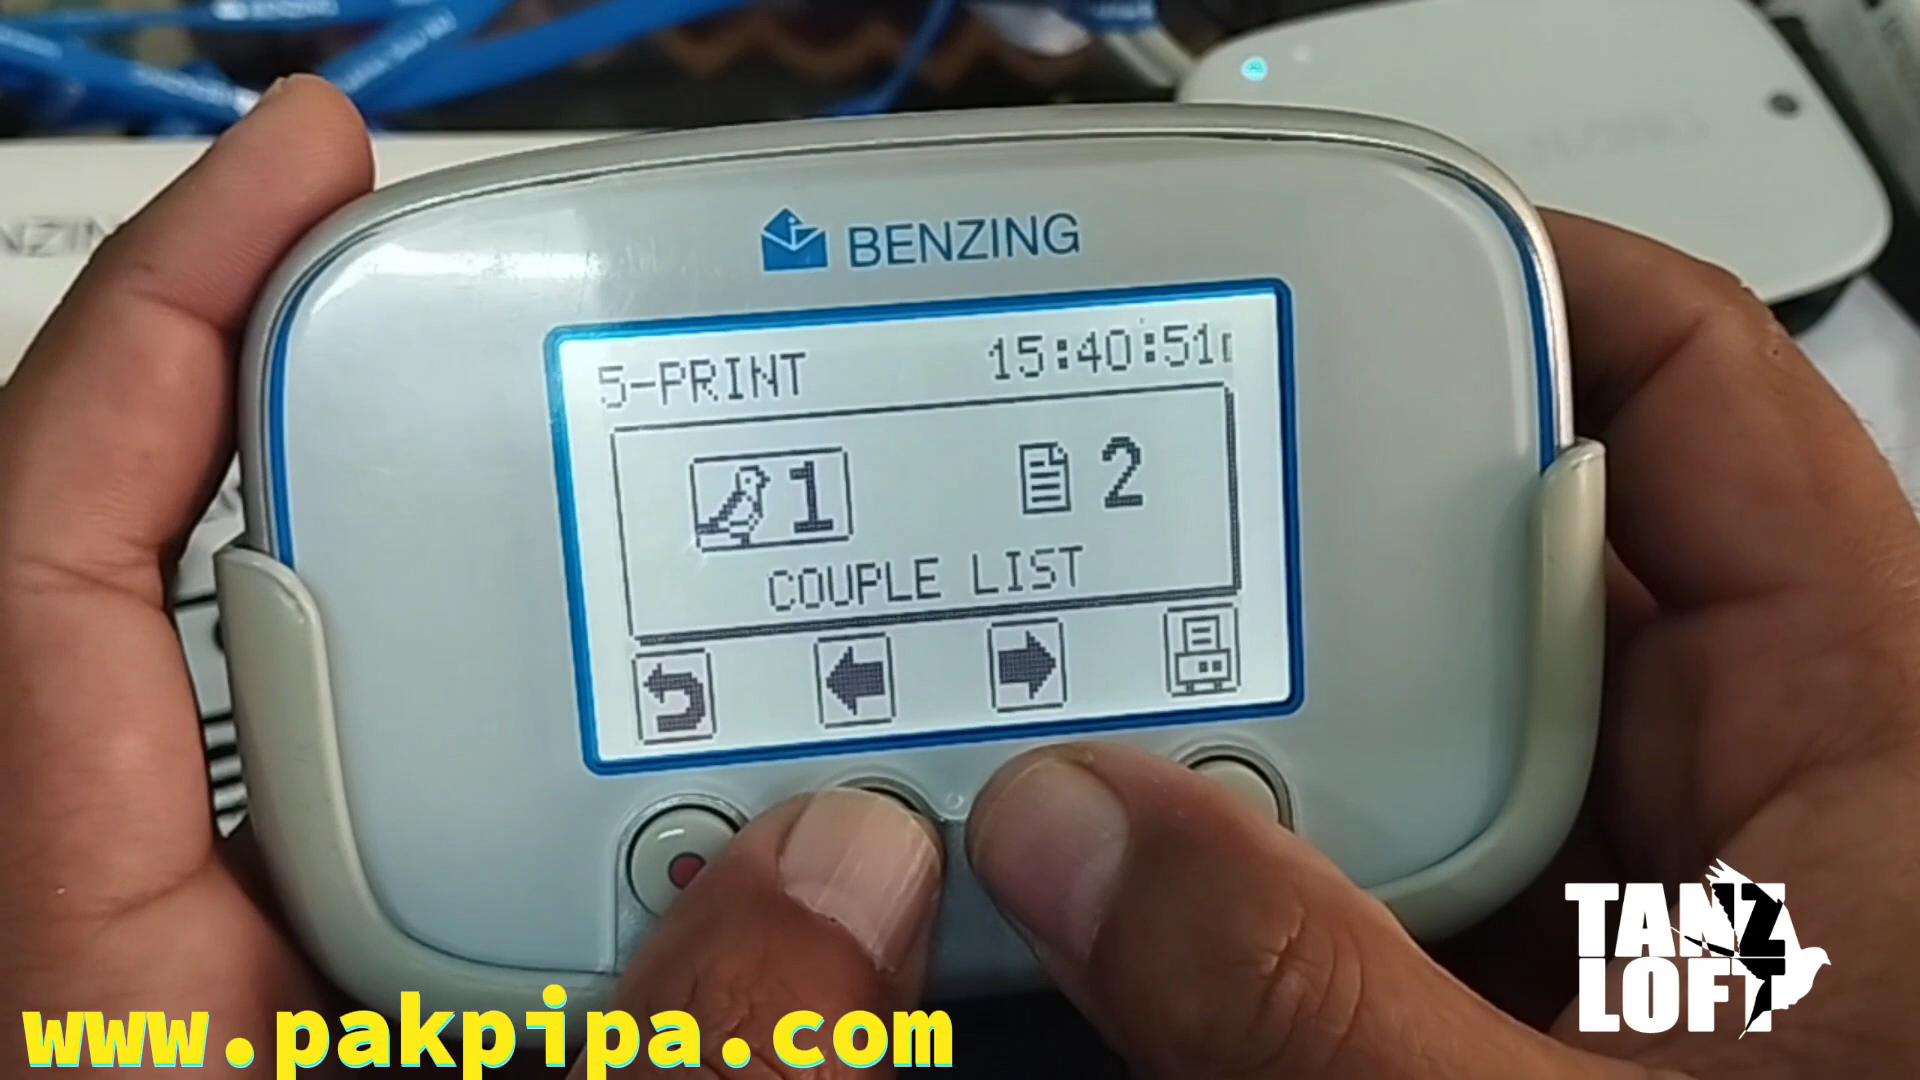 BENZING
5-PRINT 15:40:51
1 2
COUPLE LIST
TANZ
LOFT
www.pakpipa.com